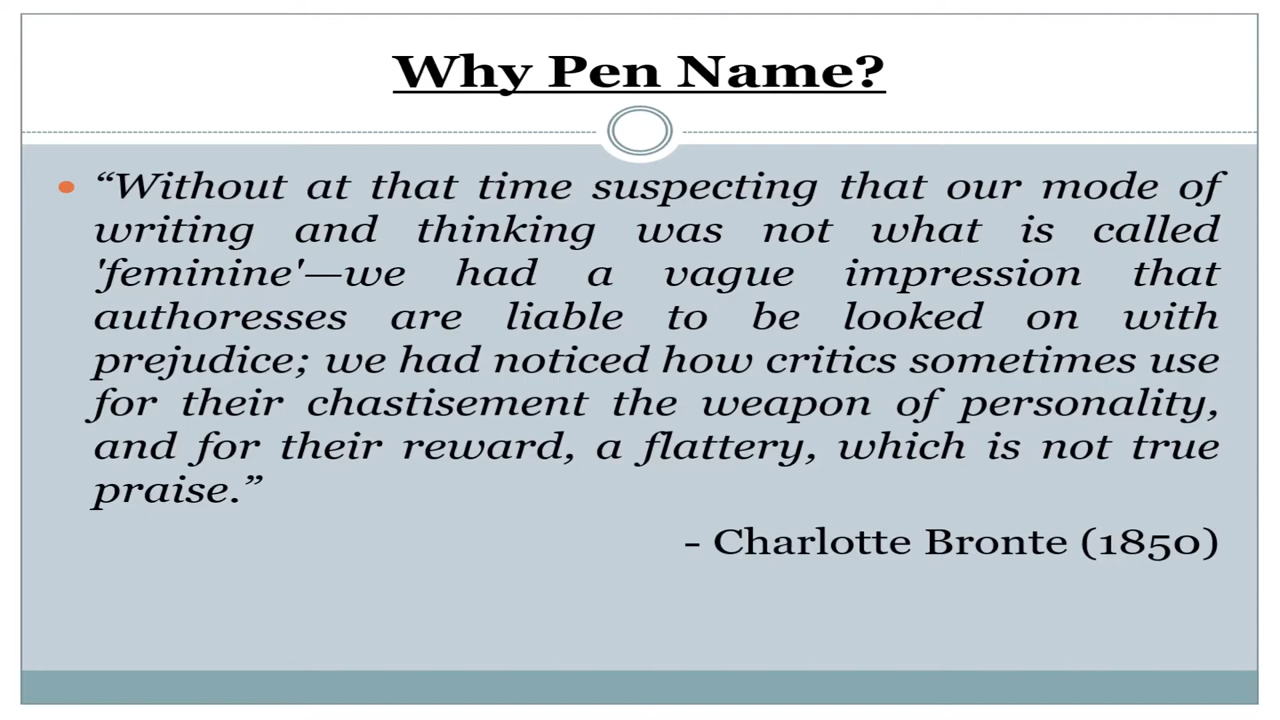 Why Pen Name?
• “Without at that time suspecting that our mode of
writing and thinking was not what is called
'feminine'—we had a vague impression that
authoresses are liable to be looked on with
prejudice; we had noticed how critics sometimes use
for their chastisement the weapon of personality,
and for their reward, a flattery, which is not true
praise.”
- Charlotte Bronte (1850)